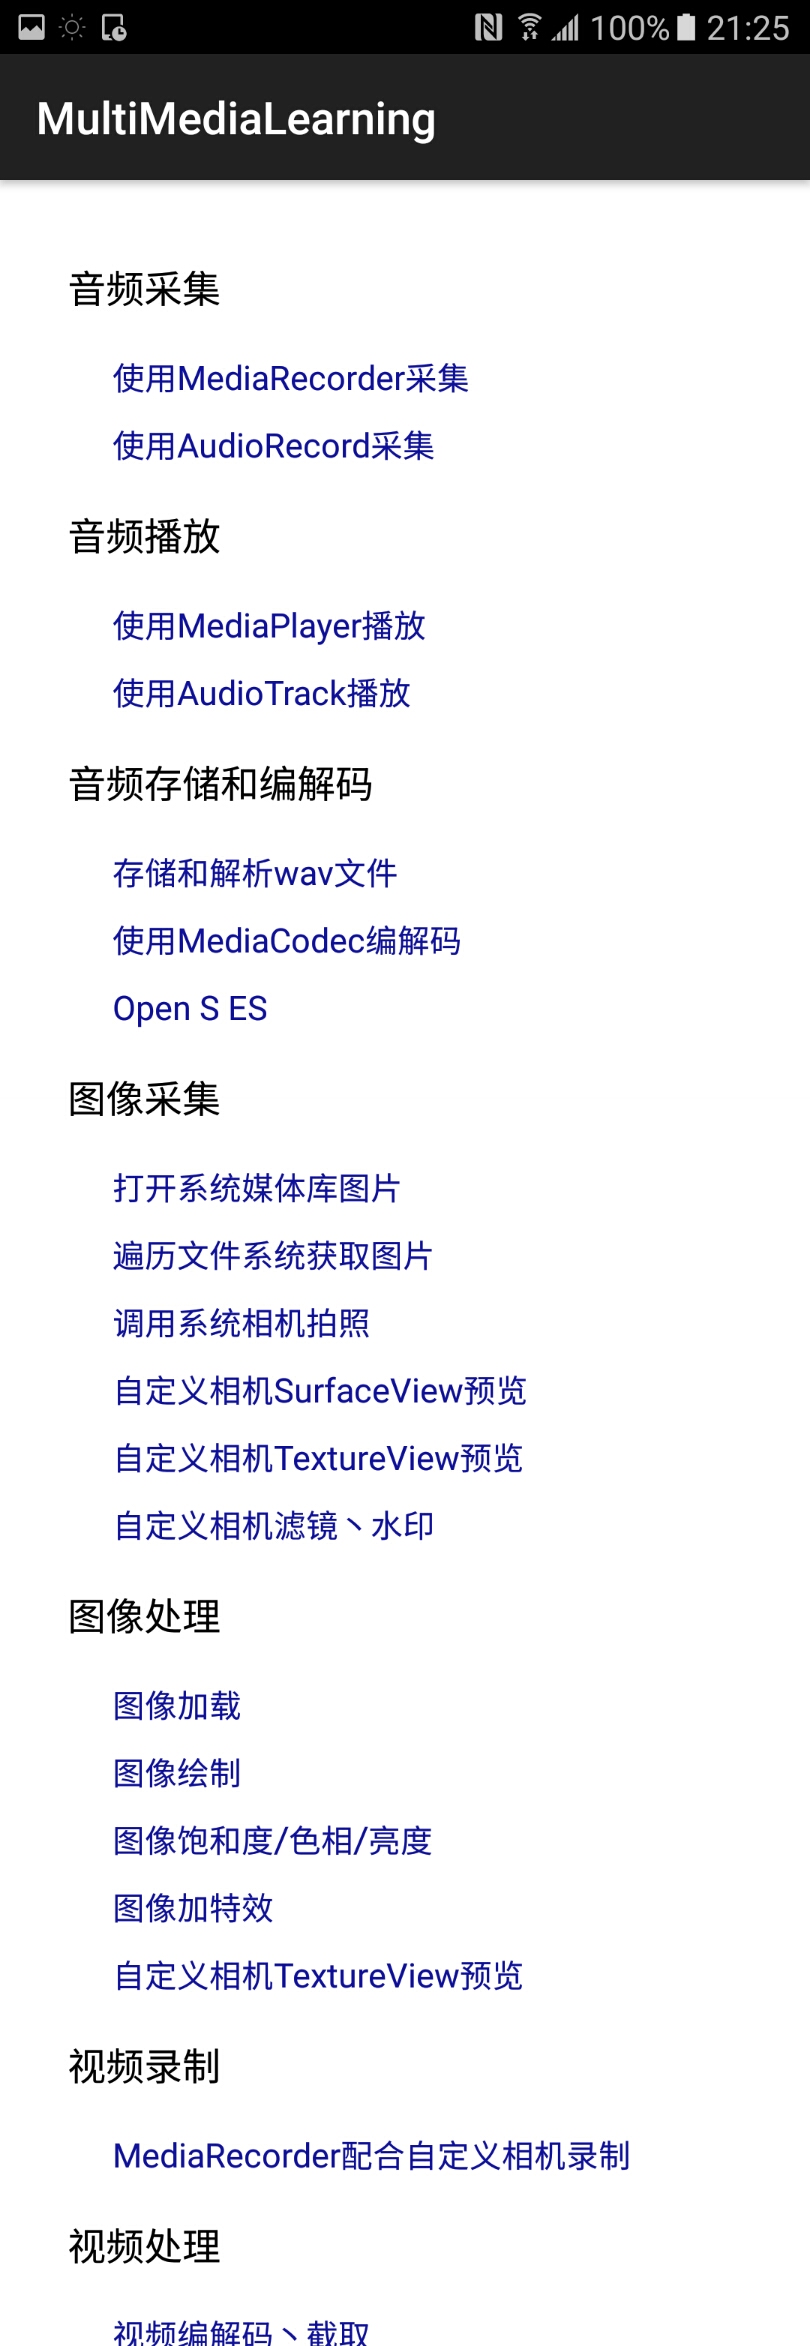 100% 21:25
MultiMediaLearning
音频采集
使用MediaRecorder采集
使用AudioRecord采集
音频播放
使用MediaPlayer播放
使用AudioTrack播放
音频存储和编解码
存储和解析wav文件
使用MediaCodec编解码
Open S ES
图像采集
打开系统媒体库图片
遍历文件系统获取图片
调用系统相机拍照
自定义相机SurfaceView预览
自定义相机TextureView预览
自定义相机滤镜丶水印
图像处理
图像加载
图像绘制
图像饱和度/色相/亮度
图像加特效
自定义相机TextureView预览
视频录制
MediaRecorder配合自定义相机录制
视频处理
视频编解码丶截取